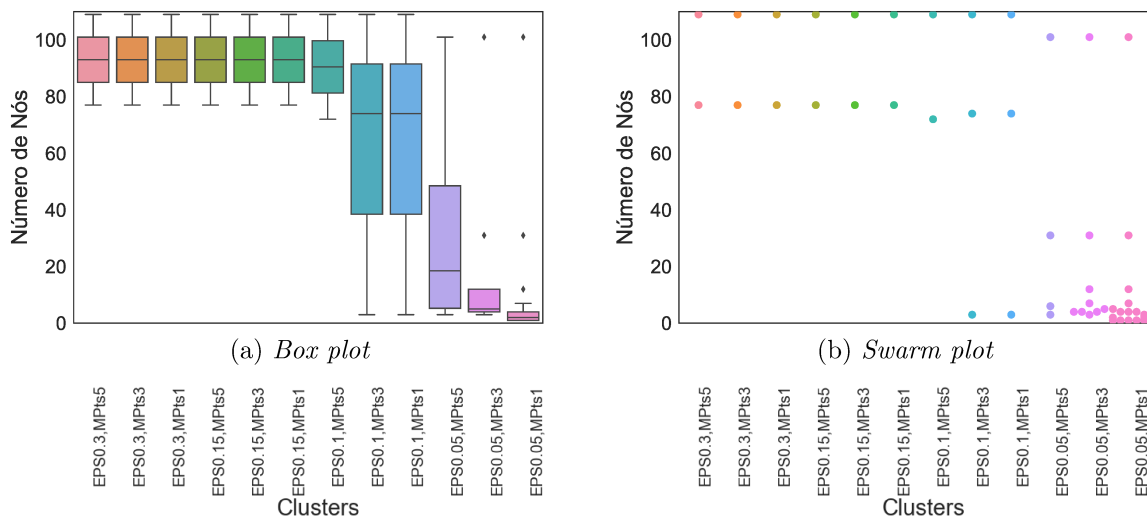 Número de Nós
100
80
60
40
20
0
(a) Box plot
EPS0.3,MPts5
EPS0.3,MPts3
EPS0.3,MPts1
EPS0.15,MPts5
EPS0.15,MPts3
EPS0.15,MPts1
EPS0.1,MPts5
EPS0.1,MPts3
EPS0.1,MPts1
EPS0.05,MPts5
EPS0.05,MPts3
EPS0.05,MPts1
Clusters
Número de Nós
100
80
60
40
20
0
(b) Swarm plot
EPS0.3,MPts5
EPS0.3,MPts3
EPS0.3,MPts1
EPS0.15,MPts5
EPS0.15,MPts3
EPS0.15,MPts1
EPS0.1,MPts5
EPS0.1,MPts3
EPS0.1,MPts1
EPS0.05,MPts5
EPS0.05,MPts3
EPS0.05,MPts1
Clusters